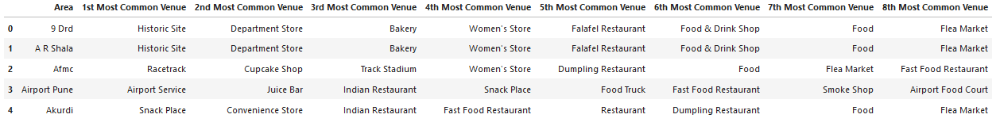 Area 1st Most Common Venue 2nd Most Common Venue 3rd Most Common Venue 4th Most Common Venue 5th Most Common Venue 6th Most Common Venue 7th Most Common Venue 8th Most Common Venue
0 9 Drd Historic Site Department Store Bakery Women's Store Falafel Restaurant Food & Drink Shop Food Flea Market
1 A R Shala Historic Site Department Store Bakery Women's Store Falafel Restaurant Food & Drink Shop Food Flea Market
2 Afmc Racetrack Cupcake Shop Track Stadium Women's Store Dumpling Restaurant Food Flea Market Fast Food Restaurant
3 Airport Pune Airport Service Juice Bar Indian Restaurant Snack Place Food Truck Fast Food Restaurant Smoke Shop Airport Food Court
4 Akurdi Snack Place Convenience Store Indian Restaurant Fast Food Restaurant Restaurant Dumpling Restaurant Food Flea Market